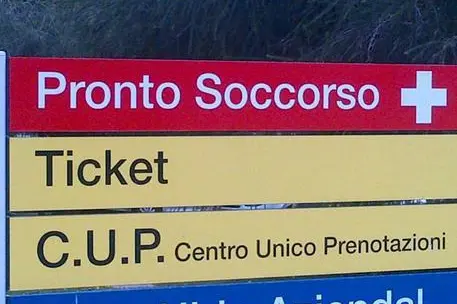 Pronto Soccorso
Ticket
C.U.P. Centro Unico Prenotazioni